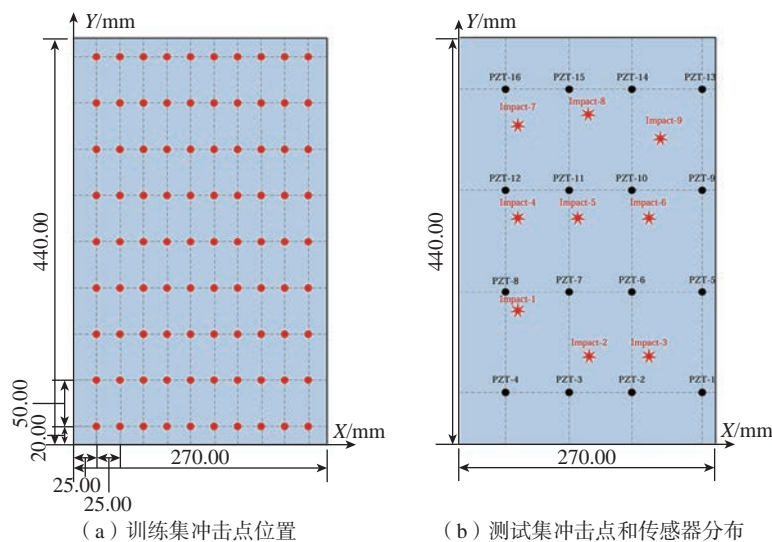 Y/mm
440.00
50.00
20.00
25.00
25.00
270.00
X/mm
（a）训练集冲击点位置
Y/mm
PZT-16
PZT-15
PZT-14
PZT-13
Impact-7
Impact-8
Impact-9
PZT-12
PZT-11
PZT-10
PZT-9
Impact-4
Impact-5
Impact-6
440.00
PZT-8
PZT-7
PZT-6
PZT-5
Impact-1
Impact-2
Impact-3
PZT-4
PZT-3
PZT-2
PZT-1
X/mm
270.00
（b）测试集冲击点和传感器分布